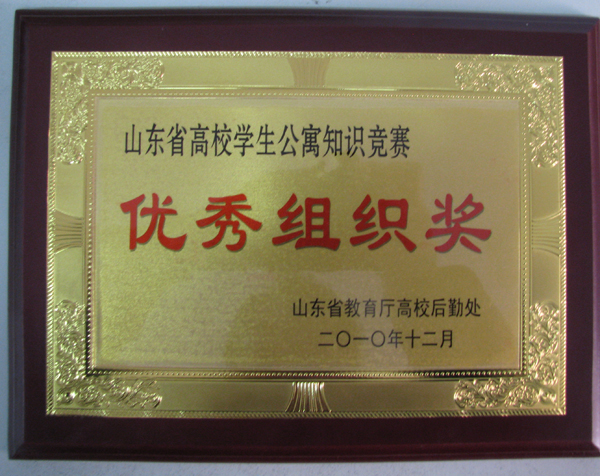 山东省高校学生公寓知识竞赛
优秀组织奖
山东省教育厅高校后勤处
二〇一〇年十二月